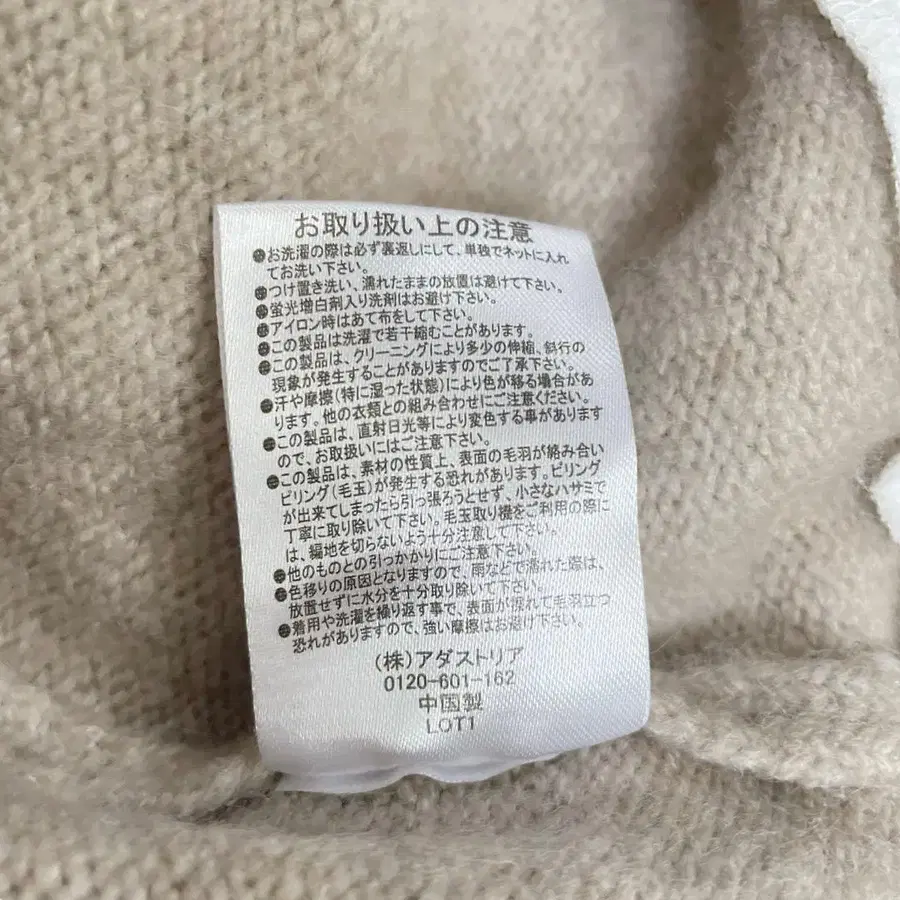 お取り扱い上の注意
●お洗濯の際は必ず裏返しにして、単独でネットに入れ
てお洗い下さい。
●つけ置き洗い、濡れたままの放置は避けて下さい。
●蛍光増白剤入り洗剤はお避け下さい。
●アイロン時はあて布をして下さい。
●この製品は洗濯で若干縮むことがあります。
●この製品は、クリーニングにより多少の伸縮、斜行の
現象が発生することがありますのでご了承下さい。
●汗や摩擦(特に湿った状態)により色が移る場合があ
ります。他の衣類との組み合わせにご注意ください。
●この製品は、直射日光等により変色する事があります
ので、お取扱いにはご注意下さい。
●この製品は、素材の性質上、表面の毛羽が絡み合い
ピリング(毛玉)が発生する恐れがあります。ピリング
が出来てしまったら引っ張ろうとせず、小さなハサミで
丁寧に取り除いて下さい。毛玉取り機をご利用の際に
は、編地を切らないよう十分注意して下さい。
●他のものとの引っかかりにご注意下さい。
●色移りの原因となりますので、雨などで濡れた際は、
放置せずに水分を十分取り除いて下さい。
●着用や洗濯を繰り返す事で、表面が浮れて毛羽立つ
恐れがありますので、強い摩擦はお避け下さい。
(株)アダストリア
0120-601-162
中国製
LOT1